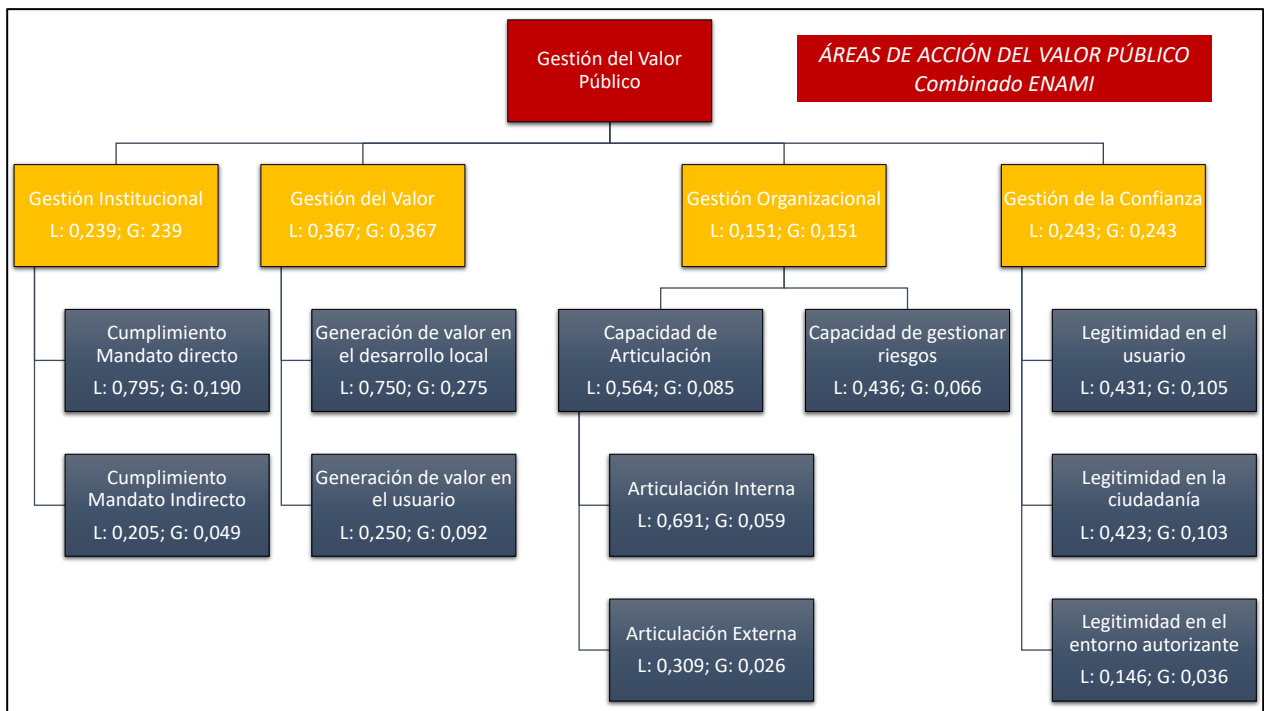 Gestión del Valor
Público
ÁREAS DE ACCIÓN DEL VALOR PÚBLICO
Combinado ENAMI
Gestión Institucional
L: 0,239; G: 239
Gestión del Valor
L: 0,367; G: 0,367
Gestión Organizacional
L: 0,151; G: 0,151
Gestión de la Confianza
L: 0,243; G: 0,243
Cumplimiento
Mandato directo
L: 0,795; G: 0,190
Generación de valor en
el desarrollo local
L: 0,750; G: 0,275
Capacidad de
Articulación
L: 0,564; G: 0,085
Capacidad de gestionar
riesgos
L: 0,436; G: 0,066
Legitimidad en el
usuario
L: 0,431; G: 0,105
Cumplimiento
Mandato Indirecto
L: 0,205; G: 0,049
Generación de valor en
el usuario
L: 0,250; G: 0,092
Articulación Interna
L: 0,691; G: 0,059
Legitimidad en la
ciudadanía
L: 0,423; G: 0,103
Articulación Externa
L: 0,309; G: 0,026
Legitimidad en el
entorno autorizante
L: 0,146; G: 0,036